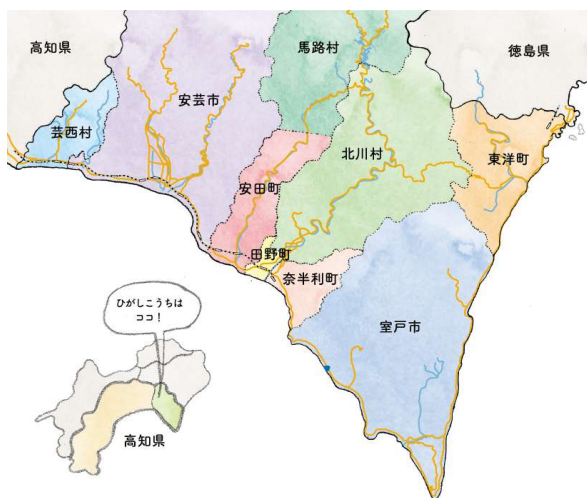 高知県
馬路村
徳島県
安芸市
芸西村
北川村
東洋町
安田町
田野町
奈半利町
室戸市
ひがしこうちは
ココ！
高知県